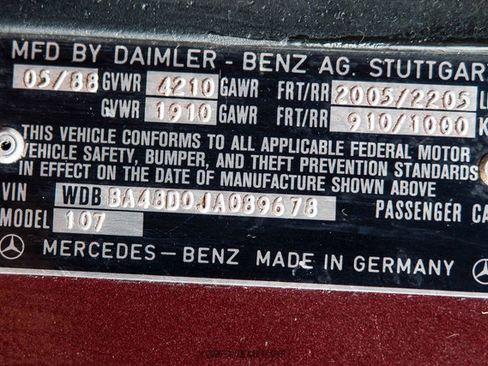 MFD BY DAIMLER - BENZ AG. STUTTGAR
05/88 GVWR 4210 GAWR FRT/RR 2005/2205 L
GVWR 1910 GAWR FRT/RR 910/1000 K
THIS VEHICLE CONFORMS TO ALL APPLICABLE FEDERAL MOTOR
VEHICLE SAFETY, BUMPER, AND THEFT PREVENTION STANDARDS
IN EFFECT ON THE DATE OF MANUFACTURE SHOWN ABOVE
VIN WDB BA48D0JA089678 PASSENGER CA
MODEL 107
MERCEDES-BENZ MADE IN GERMANY